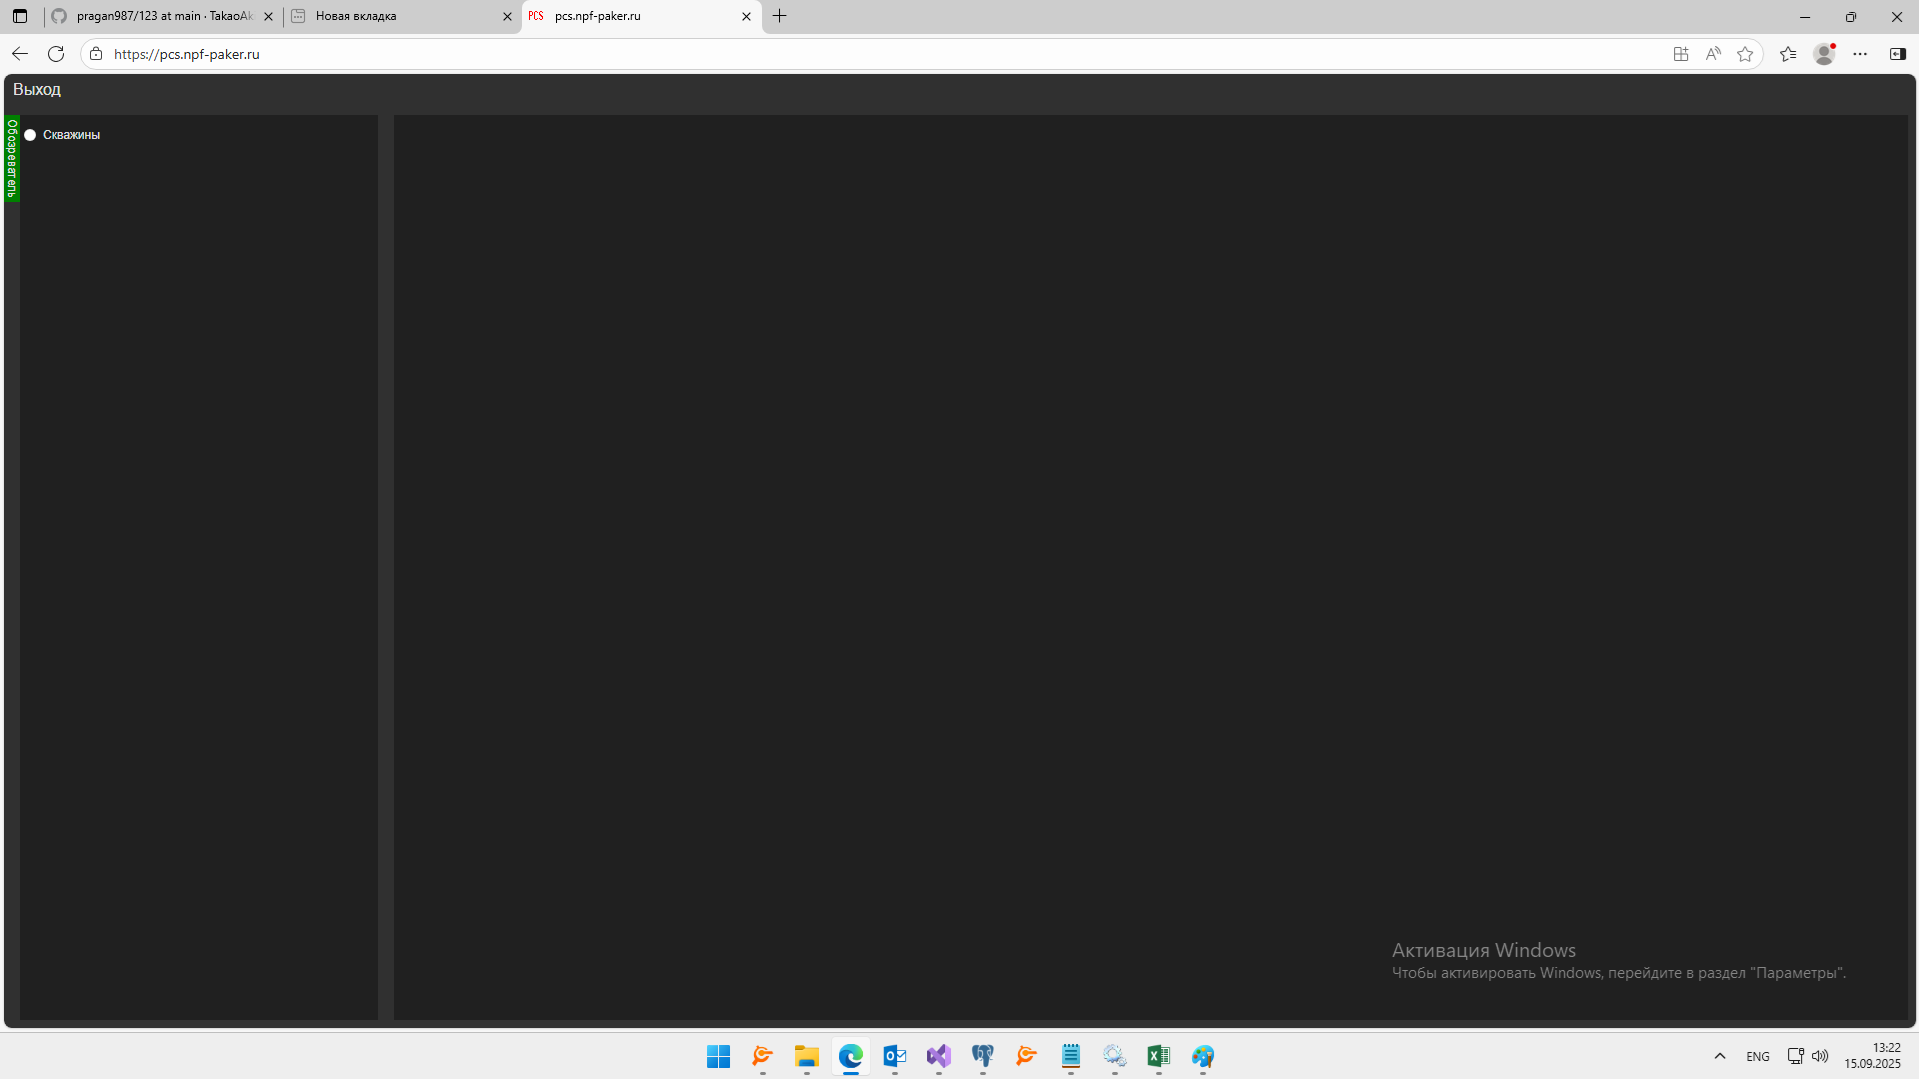 pragan987/123 at main · TakaoAk
Новая вкладка
PCS
pcs.npf-paker.ru
https://pcs.npf-paker.ru
Выход
Обозреватель
Скважины
Активация Windows
Чтобы активировать Windows, перейдите в раздел "Параметры".
ENG
13:22
15.09.2025